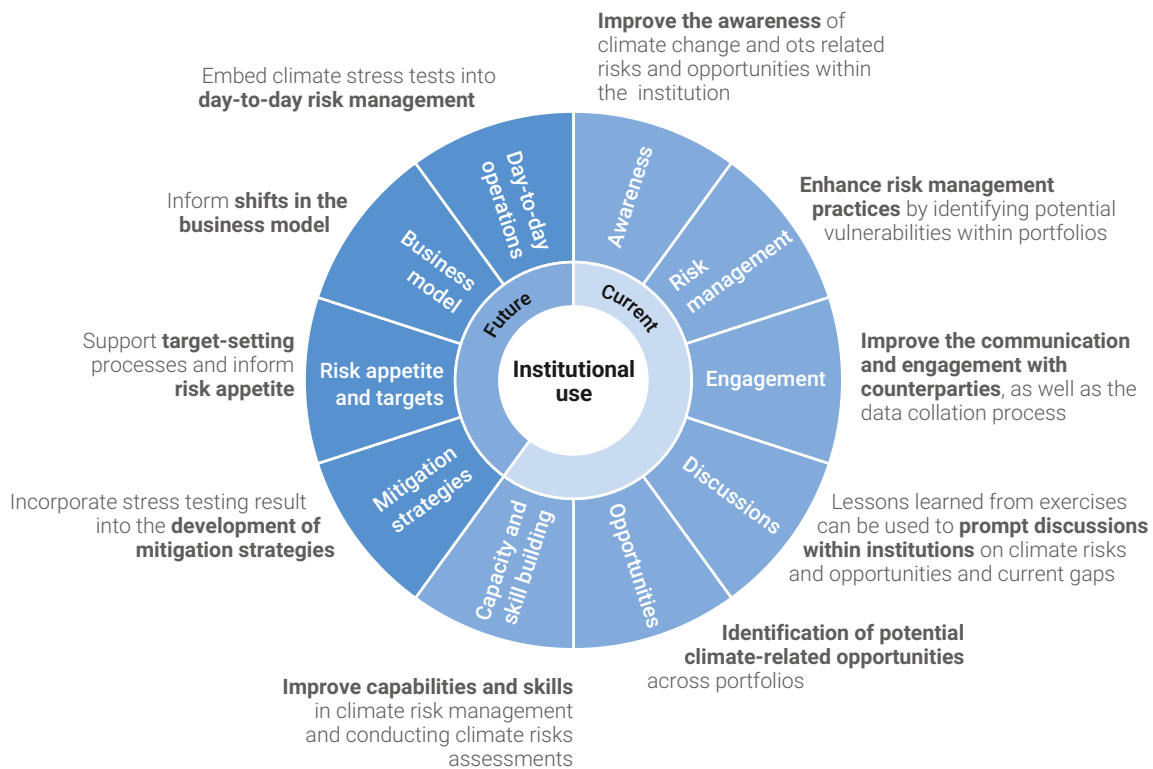 Improve the awareness of
climate change and ots related
risks and opportunities within
the institution
Embed climate stress tests into
day-to-day risk management
Day-to-day
operations
Awareness
Enhance risk management
practices by identifying potential
vulnerabilities within portfolios
Inform shifts in the
business model
Business
model
Risk
management
Future
Current
Institutional
use
Support target-setting
processes and inform
risk appetite
Risk appetite
and targets
Engagement
Improve the communication
and engagement with
counterparties, as well as the
data collation process
Mitigation
strategies
Discussions
Incorporate stress testing result
into the development of
mitigation strategies
Lessons learned from exercises
can be used to prompt discussions
within institutions on climate risks
and opportunities and current gaps
Capacity and
skill building
Opportunities
Identification of potential
climate-related opportunities
across portfolios
Improve capabilities and skills
in climate risk management
and conducting climate risks
assessments